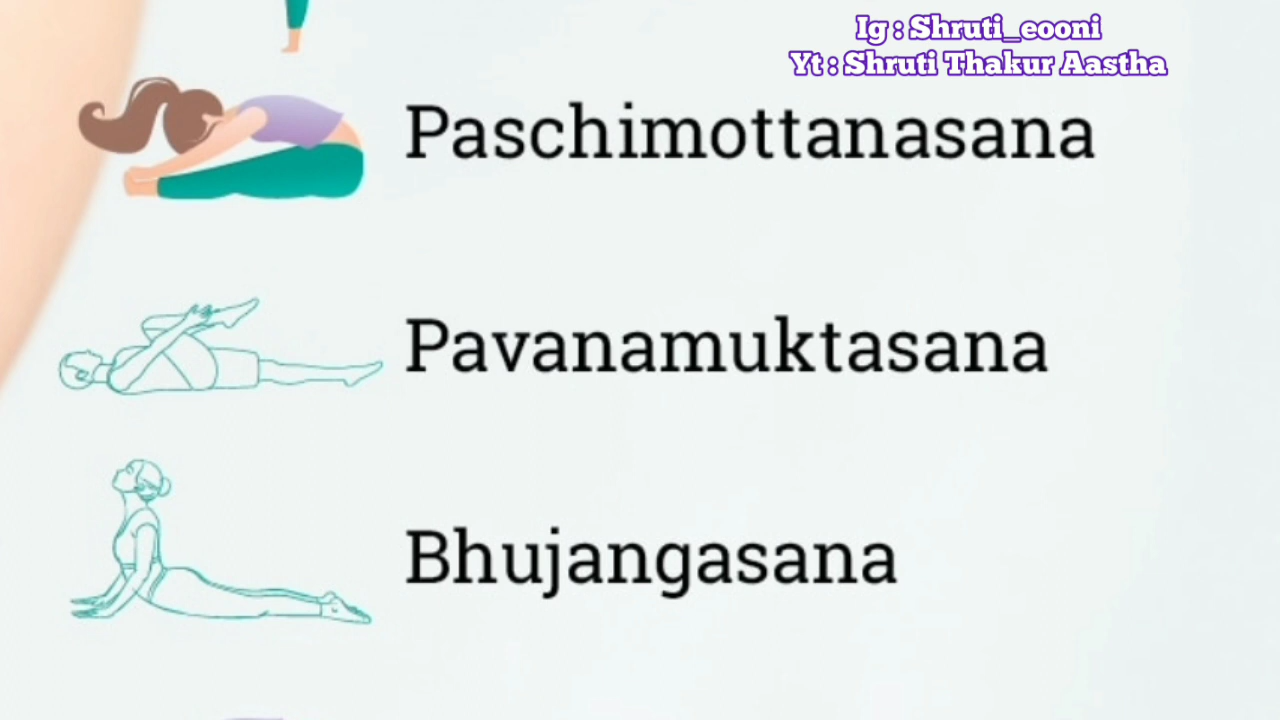 Ig : Shruti_eooni
Yt : Shruti Thakur Aastha
Paschimottanasana
Pavanamuktasana
Bhujangasana